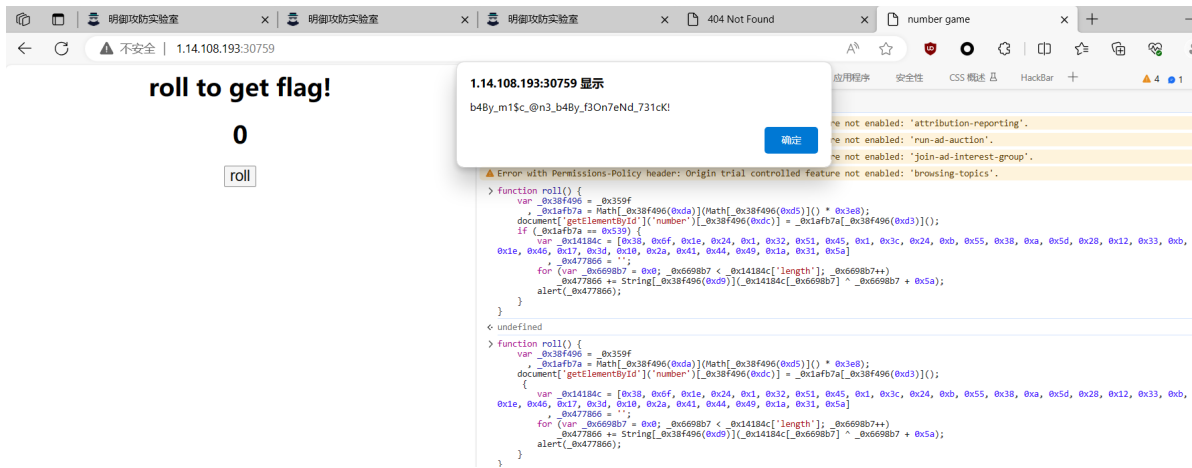 明御攻防实验室
明御攻防实验室
明御攻防实验室
404 Not Found
number game
不安全 | 1.14.108.193:30759
roll to get flag!
0
roll
1.14.108.193:30759 显示
b4By_m1$c_@n3_b4By_f3On7eNd_731cK!
确定
应用程序 安全性 CSS 概述 HackBar
4 1
re not enabled: 'attribution-reporting'.
re not enabled: 'run-ad-auction'.
re not enabled: 'join-ad-interest-group'.
Error with Permissions-Policy header: Origin trial controlled feature not enabled: 'browsing-topics'.
> function roll() {
var _0x38f496 = _0x359f
, _0x1afb7a = Math[_0x38f496(0xda)](Math[_0x38f496(0xd5)]() * 0x3e8);
document['getElementById']('number')[_0x38f496(0xdc)] = _0x1afb7a[_0x38f496(0xd3)]();
if (_0x1afb7a == 0x539) {
var _0x14184c = [0x38, 0x6f, 0x1e, 0x24, 0x1, 0x32, 0x51, 0x45, 0x1, 0x3c, 0x24, 0xb, 0x55, 0x38, 0xa, 0x5d, 0x28, 0x12, 0x33, 0xb,
0x1e, 0x46, 0x17, 0x3d, 0x10, 0x2a, 0x41, 0x44, 0x49, 0x1a, 0x31, 0x5a]
, _0x477866 = '';
for (var _0x6698b7 = 0x0; _0x6698b7 < _0x14184c['length']; _0x6698b7++)
_0x477866 += String[_0x38f496(0xd9)](_0x14184c[_0x6698b7] ^ _0x6698b7 + 0x5a);
alert(_0x477866);
}
}
undefined
> function roll() {
var _0x38f496 = _0x359f
, _0x1afb7a = Math[_0x38f496(0xda)](Math[_0x38f496(0xd5)]() * 0x3e8);
document['getElementById']('number')[_0x38f496(0xdc)] = _0x1afb7a[_0x38f496(0xd3)]();
{
var _0x14184c = [0x38, 0x6f, 0x1e, 0x24, 0x1, 0x32, 0x51, 0x45, 0x1, 0x3c, 0x24, 0xb, 0x55, 0x38, 0xa, 0x5d, 0x28, 0x12, 0x33, 0xb,
0x1e, 0x46, 0x17, 0x3d, 0x10, 0x2a, 0x41, 0x44, 0x49, 0x1a, 0x31, 0x5a]
, _0x477866 = '';
for (var _0x6698b7 = 0x0; _0x6698b7 < _0x14184c['length']; _0x6698b7++)
_0x477866 += String[_0x38f496(0xd9)](_0x14184c[_0x6698b7] ^ _0x6698b7 + 0x5a);
alert(_0x477866);
}
}